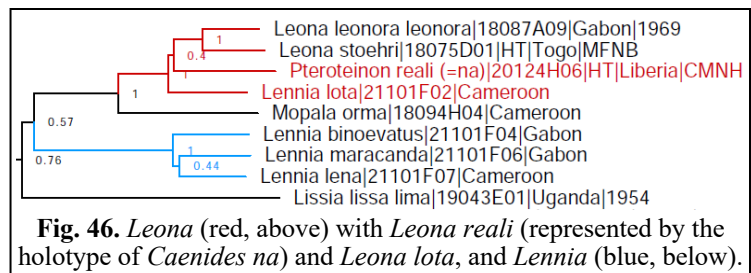 Leona leonora leonora|18087A09|Gabon|1969
1
Leona stoehri|18075D01|HT|Togo|MFNB
0.4
Pteroteinon reali (=na)|20124H06|HT|Liberia|CMNH
1
Lennia lota|21101F02|Cameroon
1
Mopala orma|18094H04|Cameroon
0.57
Lennia binoevatus|21101F04|Gabon
1
Lennia maracanda|21101F06|Gabon
0.76
0.44
Lennia lena|21101F07|Cameroon
Lissia lissa lima|19043E01|Uganda|1954
Fig. 46. Leona (red, above) with Leona reali (represented by the
holotype of Caenides na) and Leona lota, and Lennia (blue, below).